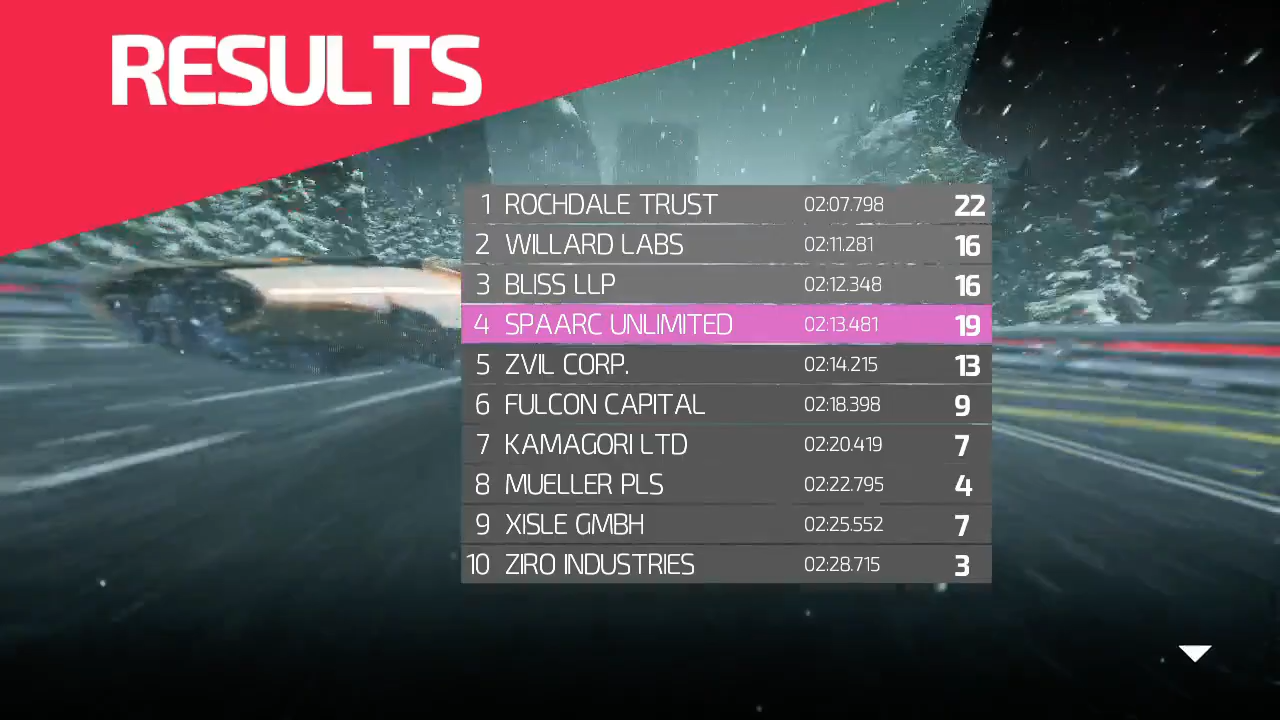 RESULTS
1 ROCHDALE TRUST 02:07.798 22
2 WILLARD LABS 02:11.281 16
3 BLISS LLP 02:12.348 16
4 SPAARC UNLIMITED 02:13.481 19
5 ZVIL CORP. 02:14.215 13
6 FULCON CAPITAL 02:18.398 9
7 KAMAGORI LTD 02:20.419 7
8 MUELLER PLS 02:22.795 4
9 XISLE GMBH 02:25.552 7
10 ZIRO INDUSTRIES 02:28.715 3